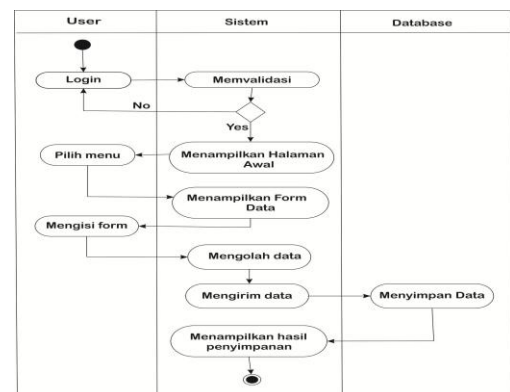 User Sistem Database
Login Memvalidasi
No
Yes
Pilih menu Menampilkan Halaman
Awal
Menampilkan Form
Data
Mengisi form
Mengolah data
Mengirim data Menyimpan Data
Menampilkan hasil
penyimpanan